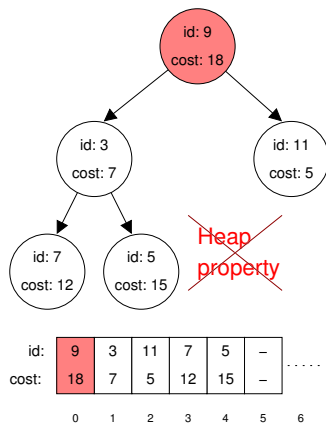 id: 9
cost: 18
id: 3
cost: 7
id: 11
cost: 5
id: 7
cost: 12
id: 5
cost: 15
Heap
property
id: 9 3 11 7 5 –
cost: 18 7 5 12 15 – .....
0 1 2 3 4 5 6